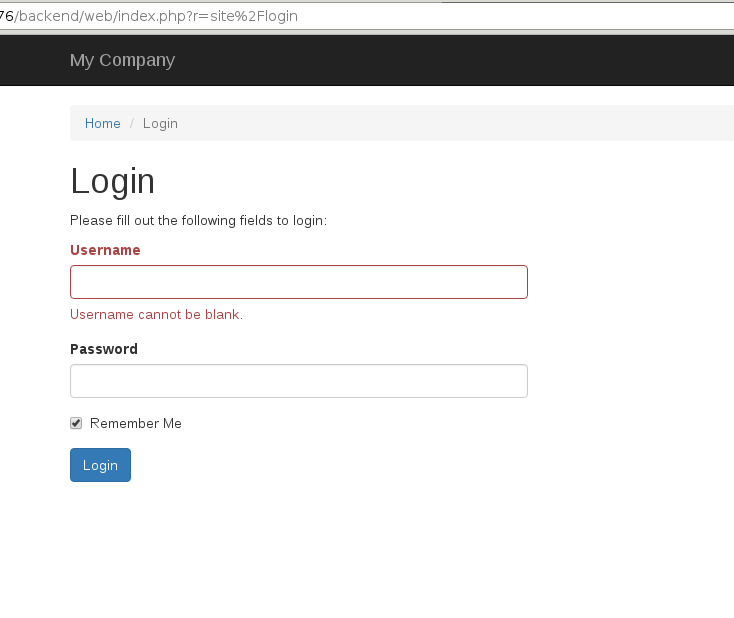 76/backend/web/index.php?r=site%2Flogin
My Company
Home / Login
Login
Please fill out the following fields to login:
Username
Username cannot be blank.
Password
Remember Me
Login